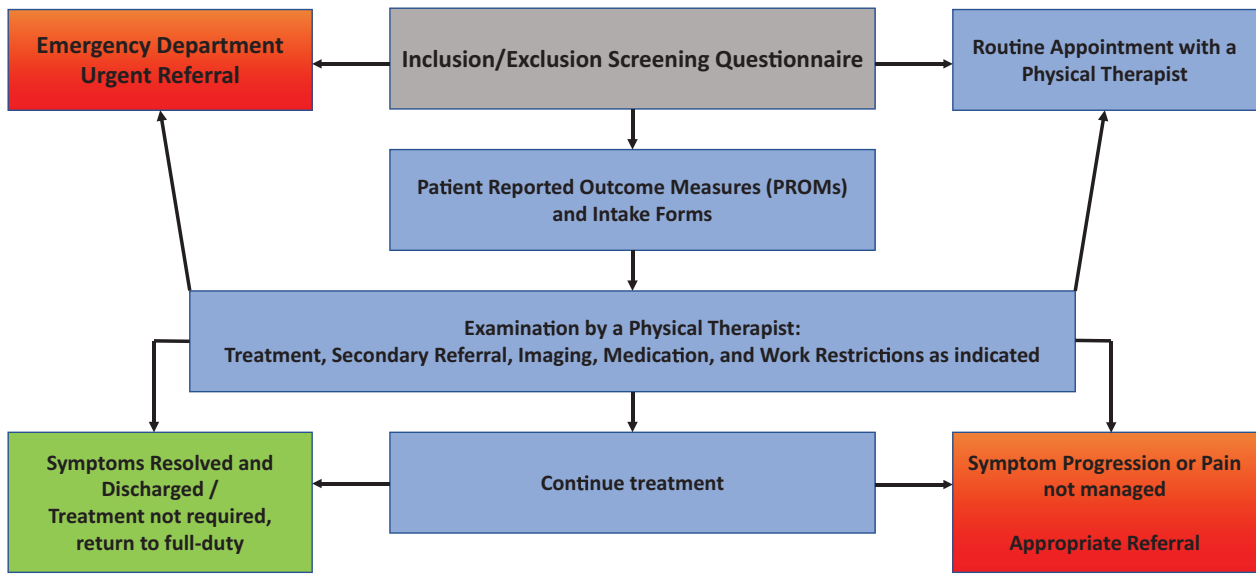 Emergency Department
Urgent Referral
Inclusion/Exclusion Screening Questionnaire
Routine Appointment with a
Physical Therapist
Patient Reported Outcome Measures (PROMs)
and Intake Forms
Examination by a Physical Therapist:
Treatment, Secondary Referral, Imaging, Medication, and Work Restrictions as indicated
Symptoms Resolved and
Discharged /
Treatment not required,
return to full-duty
Continue treatment
Symptom Progression or Pain
not managed
Appropriate Referral